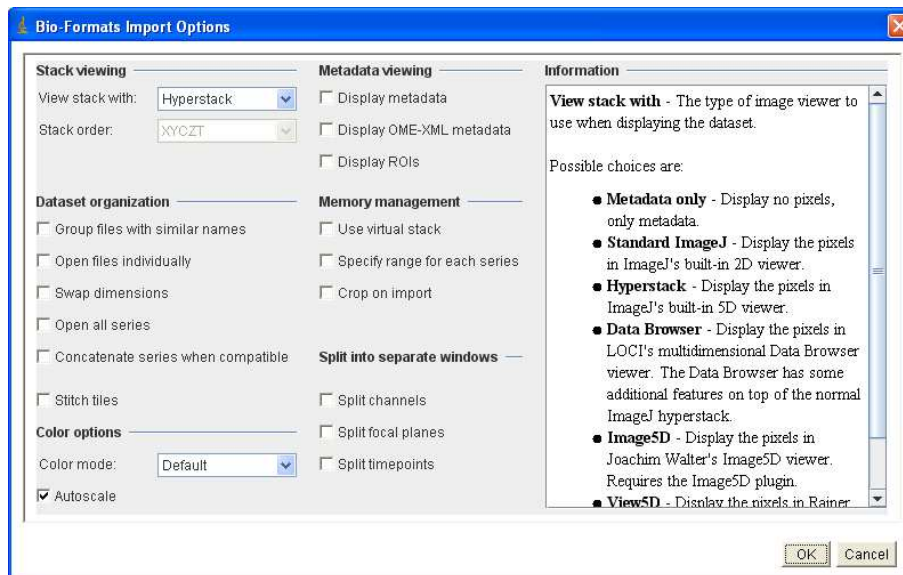 Bio-Formats Import Options
Stack viewing
View stack with: Hyperstack
Stack order: XYCZT
Dataset organization
Group files with similar names
Open files individually
Swap dimensions
Open all series
Concatenate series when compatible
Stitch tiles
Color options
Color mode: Default
Autoscale
Metadata viewing
Display metadata
Display OME-XML metadata
Display ROIs
Memory management
Use virtual stack
Specify range for each series
Crop on import
Split into separate windows
Split channels
Split focal planes
Split timepoints
Information
View stack with - The type of image viewer to
use when displaying the dataset.
Possible choices are:
● Metadata only - Display no pixels,
only metadata.
● Standard ImageJ - Display the pixels
in ImageJ's built-in 2D viewer.
● Hyperstack - Display the pixels in
ImageJ's built-in 5D viewer.
● Data Browser - Display the pixels in
LOCI's multidimensional Data Browser
viewer. The Data Browser has some
additional features on top of the normal
ImageJ hyperstack.
● Image5D - Display the pixels in
Joachim Walter's Image5D viewer.
Requires the Image5D plugin.
● View5D - Display the pixels in Rainer
OK Cancel